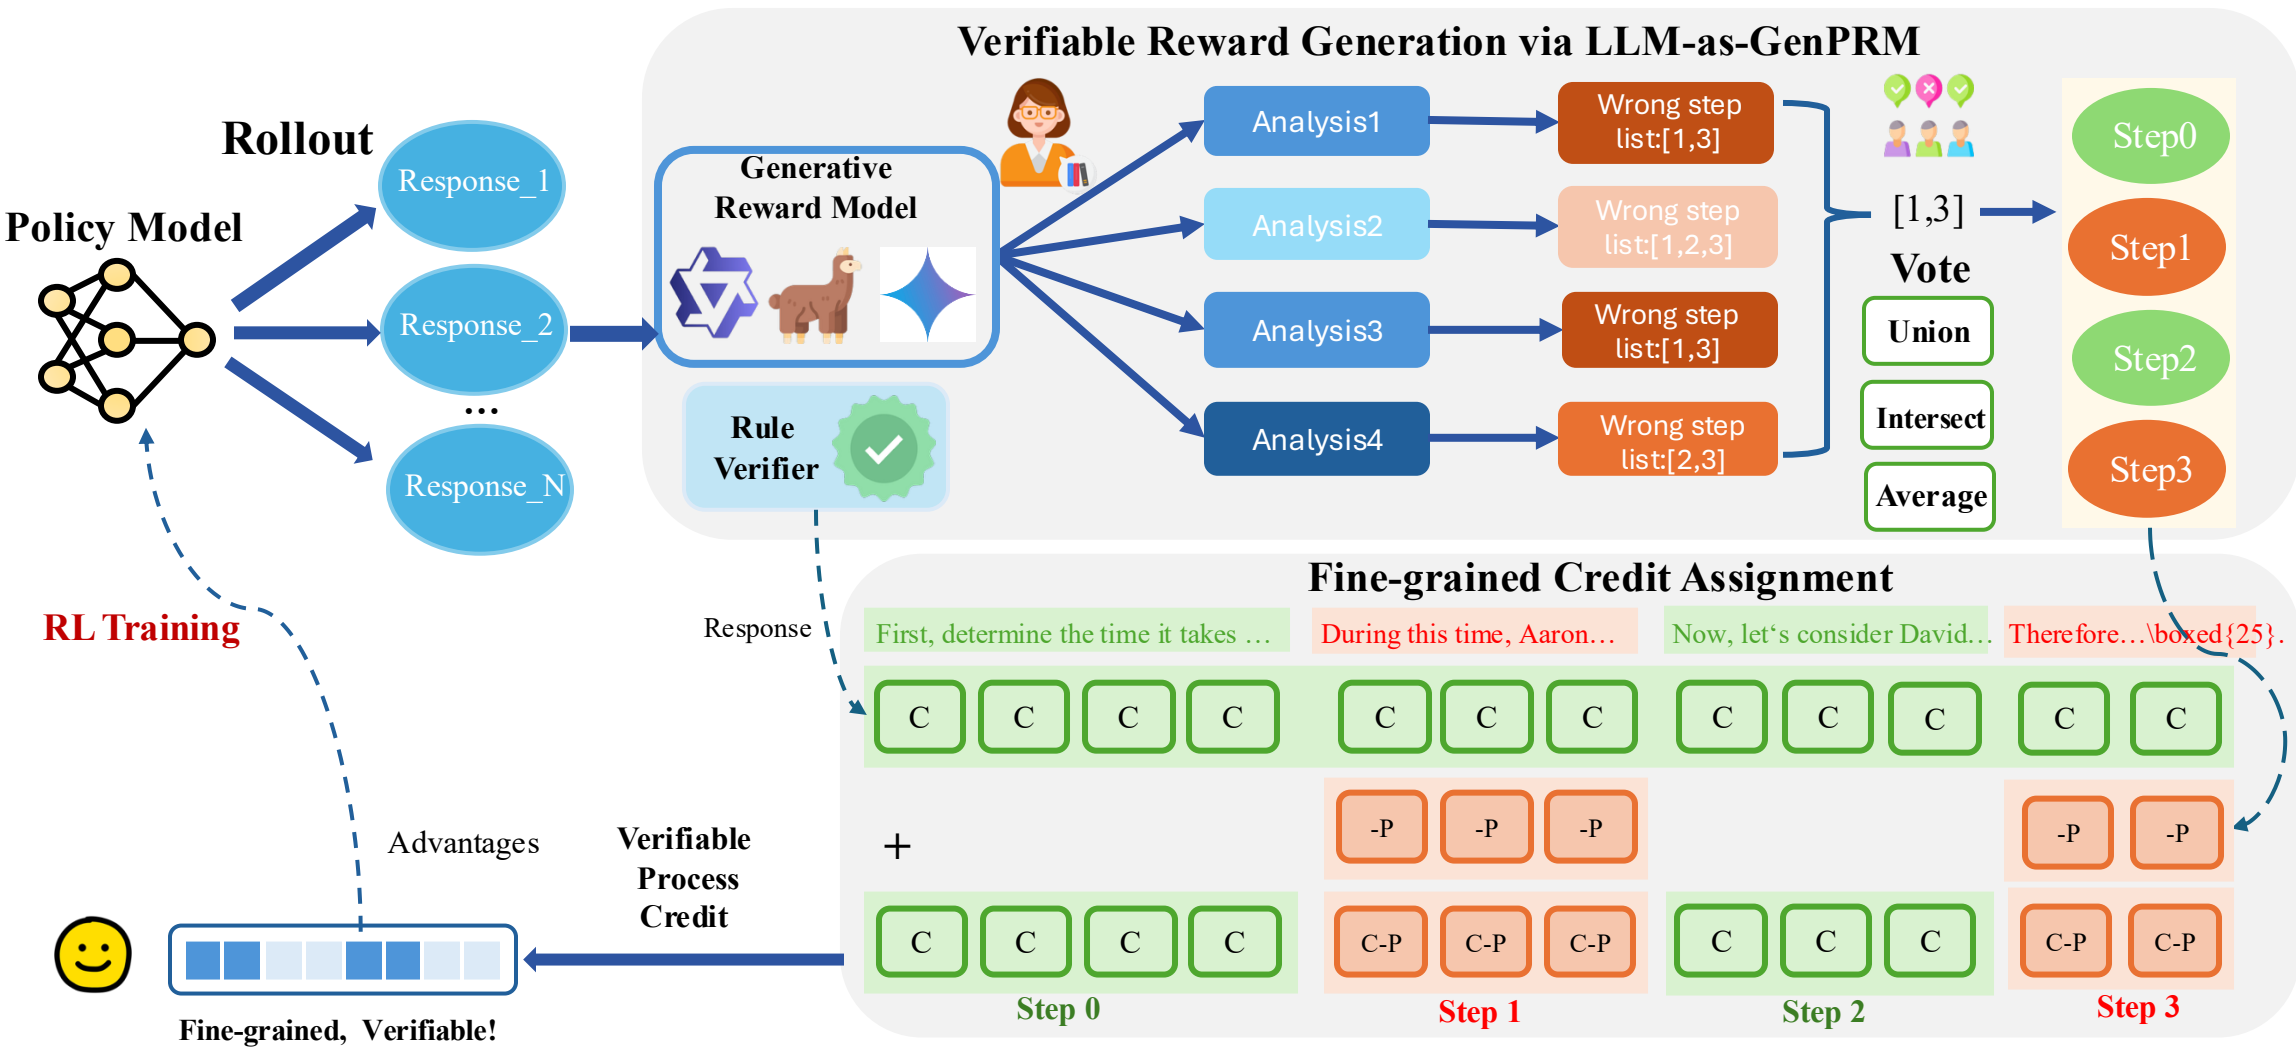 Verifiable Reward Generation via LLM-as-GenPRM
Rollout
Policy Model
Response_1
Response_2
...
Response_N
Generative
Reward Model
Rule
Verifier
Analysis1
Analysis2
Analysis3
Analysis4
Wrong step
list:[1,3]
Wrong step
list:[1,2,3]
Wrong step
list:[1,3]
Wrong step
list:[2,3]
[1,3]
Vote
Union
Intersect
Average
Step0
Step1
Step2
Step3
Fine-grained Credit Assignment
Response
First, determine the time it takes …
During this time, Aaron…
Now, let‘s consider David…
Therefore…\boxed{25}.
C C C C C C C C C C C C
+
-P -P -P -P -P
C C C C C-P C-P C-P C C C C-P C-P
Step 0
Step 1
Step 2
Step 3
Verifiable
Process
Credit
Advantages
RL Training
Fine-grained, Verifiable!